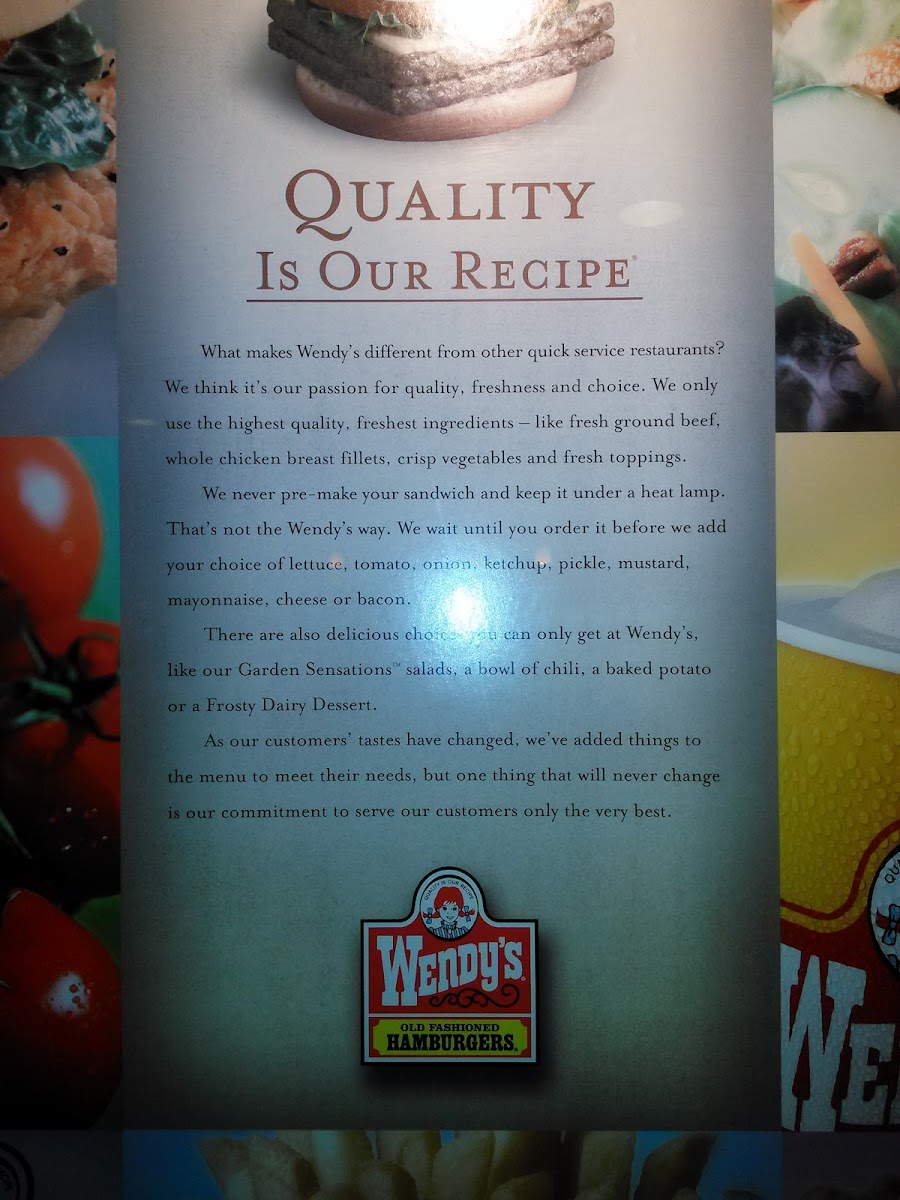 QUALITY
IS OUR RECIPE®
What makes Wendy's different from other quick service restaurants?
We think it's our passion for quality, freshness and choice. We only
use the highest quality, freshest ingredients – like fresh ground beef,
whole chicken breast fillets, crisp vegetables and fresh toppings.
We never pre-make your sandwich and keep it under a heat lamp.
That's not the Wendy's way. We wait until you order it before we add
your choice of lettuce, tomato, onion, ketchup, pickle, mustard,
mayonnaise, cheese or bacon.
There are also delicious choices you can only get at Wendy's,
like our Garden Sensations™ salads, a bowl of chili, a baked potato
or a Frosty Dairy Dessert.
As our customers' tastes have changed, we've added things to
the menu to meet their needs, but one thing that will never change
is our commitment to serve our customers only the very best.
QUALITY IS OUR RECIPE
WENDY'S®
OLD FASHIONED
HAMBURGERS®
QUA
WE